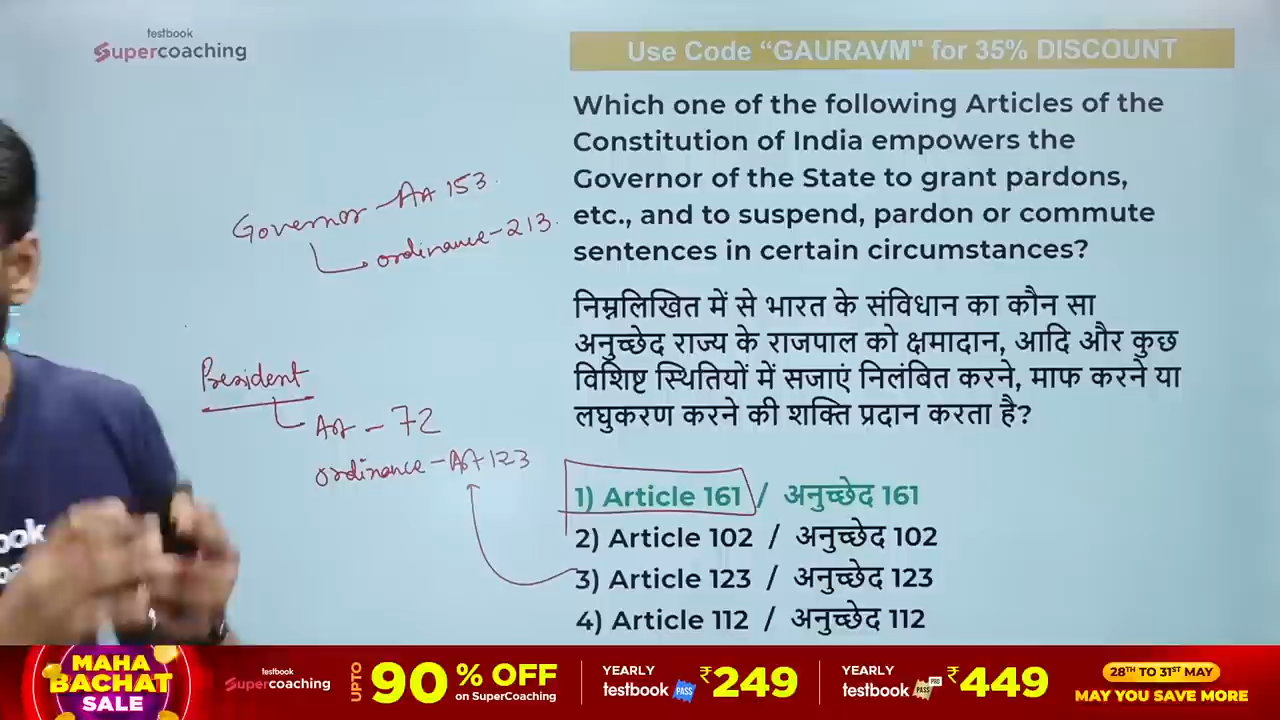 testbook
Supercoaching
Use Code “GAURAVM" for 35% DISCOUNT
Which one of the following Articles of the
Constitution of India empowers the
Governor of the State to grant pardons,
etc., and to suspend, pardon or commute
sentences in certain circumstances?
निम्नलिखित में से भारत के संविधान का कौन सा
अनुच्छेद राज्य के राजपाल को क्षमादान, आदि और कुछ
विशिष्ट स्थितियों में सजाएं निलंबित करने, माफ करने या
लघुकरण करने की शक्ति प्रदान करता है?
1) Article 161 / अनुच्छेद 161
2) Article 102 / अनुच्छेद 102
3) Article 123 / अनुच्छेद 123
4) Article 112 / अनुच्छेद 112
Governor - Art 153
ordinance - 213
President
Art - 72
ordinance - Art 123
ook
MAHA
BACHAT
SALE
testbook
Supercoaching
UPTO
90 % OFF
on SuperCoaching
YEARLY
testbook PASS
₹249
YEARLY
testbook PASS PRO
₹449
28TH TO 31ST MAY
MAY YOU SAVE MORE